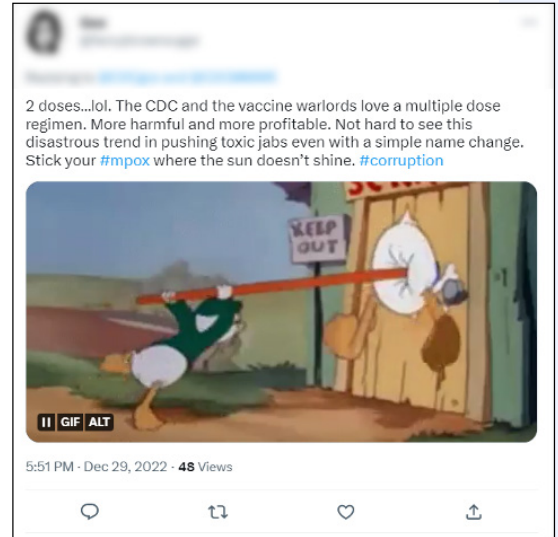 2 doses...lol. The CDC and the vaccine warlords love a multiple dose
regimen. More harmful and more profitable. Not hard to see this
disastrous trend in pushing toxic jabs even with a simple name change.
Stick your #mpox where the sun doesn't shine. #corruption
KEEP
OUT
GIF ALT
5:51 PM · Dec 29, 2022 · 48 Views